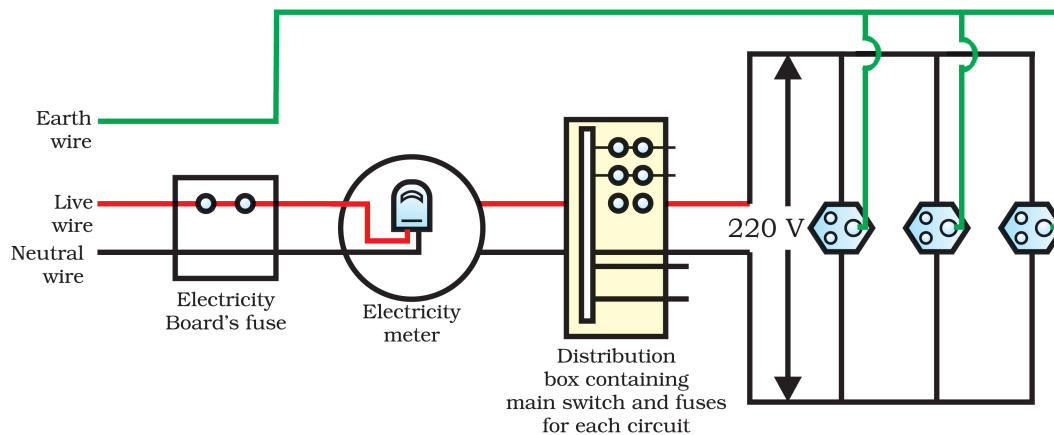 Earth
wire
Live
wire
Neutral
wire
Electricity
Board's fuse
Electricity
meter
Distribution
box containing
main switch and fuses
for each circuit
220 V